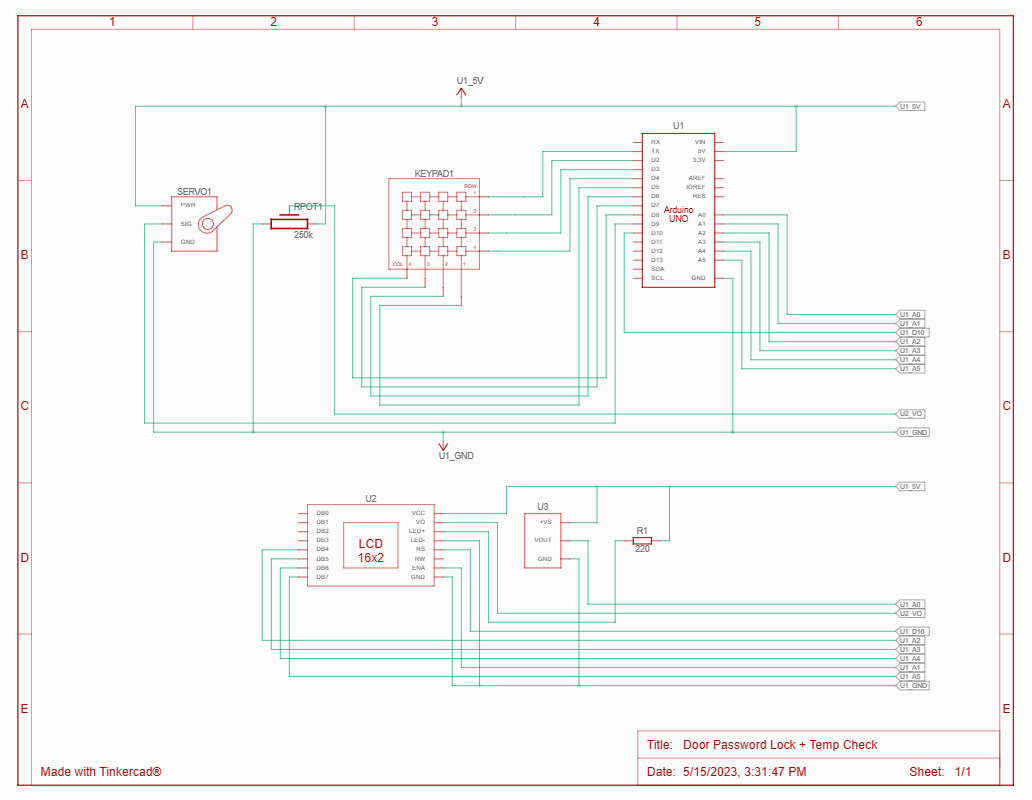 1 2 3 4 5 6
A A
B B
C C
D D
E E
U1_5V
U1_5V
SERVO1
PWR
SIG
GND
RPOT1
250k
KEYPAD1
ROW
1
2
3
4
COL 4 3 2 1
U1
Arduino
UNO
RX VIN
TX 5V
D2 3.3V
D3
D4 AREF
D5 IOREF
D6 RES
D7
D8 A0
D9 A1
D10 A2
D11 A3
D12 A4
D13 A5
SDA
SCL GND
U1_A0
U1_A1
U1_D10
U1_A2
U1_A3
U1_A4
U1_A5
U2_VO
U1_GND
U1_GND
U1_5V
U2
LCD
16x2
DB0 VCC
DB1 VO
DB2 LED+
DB3 LED-
DB4 RS
DB5 RW
DB6 ENA
DB7 GND
U3
+VS
VOUT
GND
R1
220
U1_A0
U2_VO
U1_D10
U1_A2
U1_A3
U1_A4
U1_A1
U1_A5
U1_GND
Title: Door Password Lock + Temp Check
Made with Tinkercad®
Date: 5/15/2023, 3:31:47 PM Sheet: 1/1